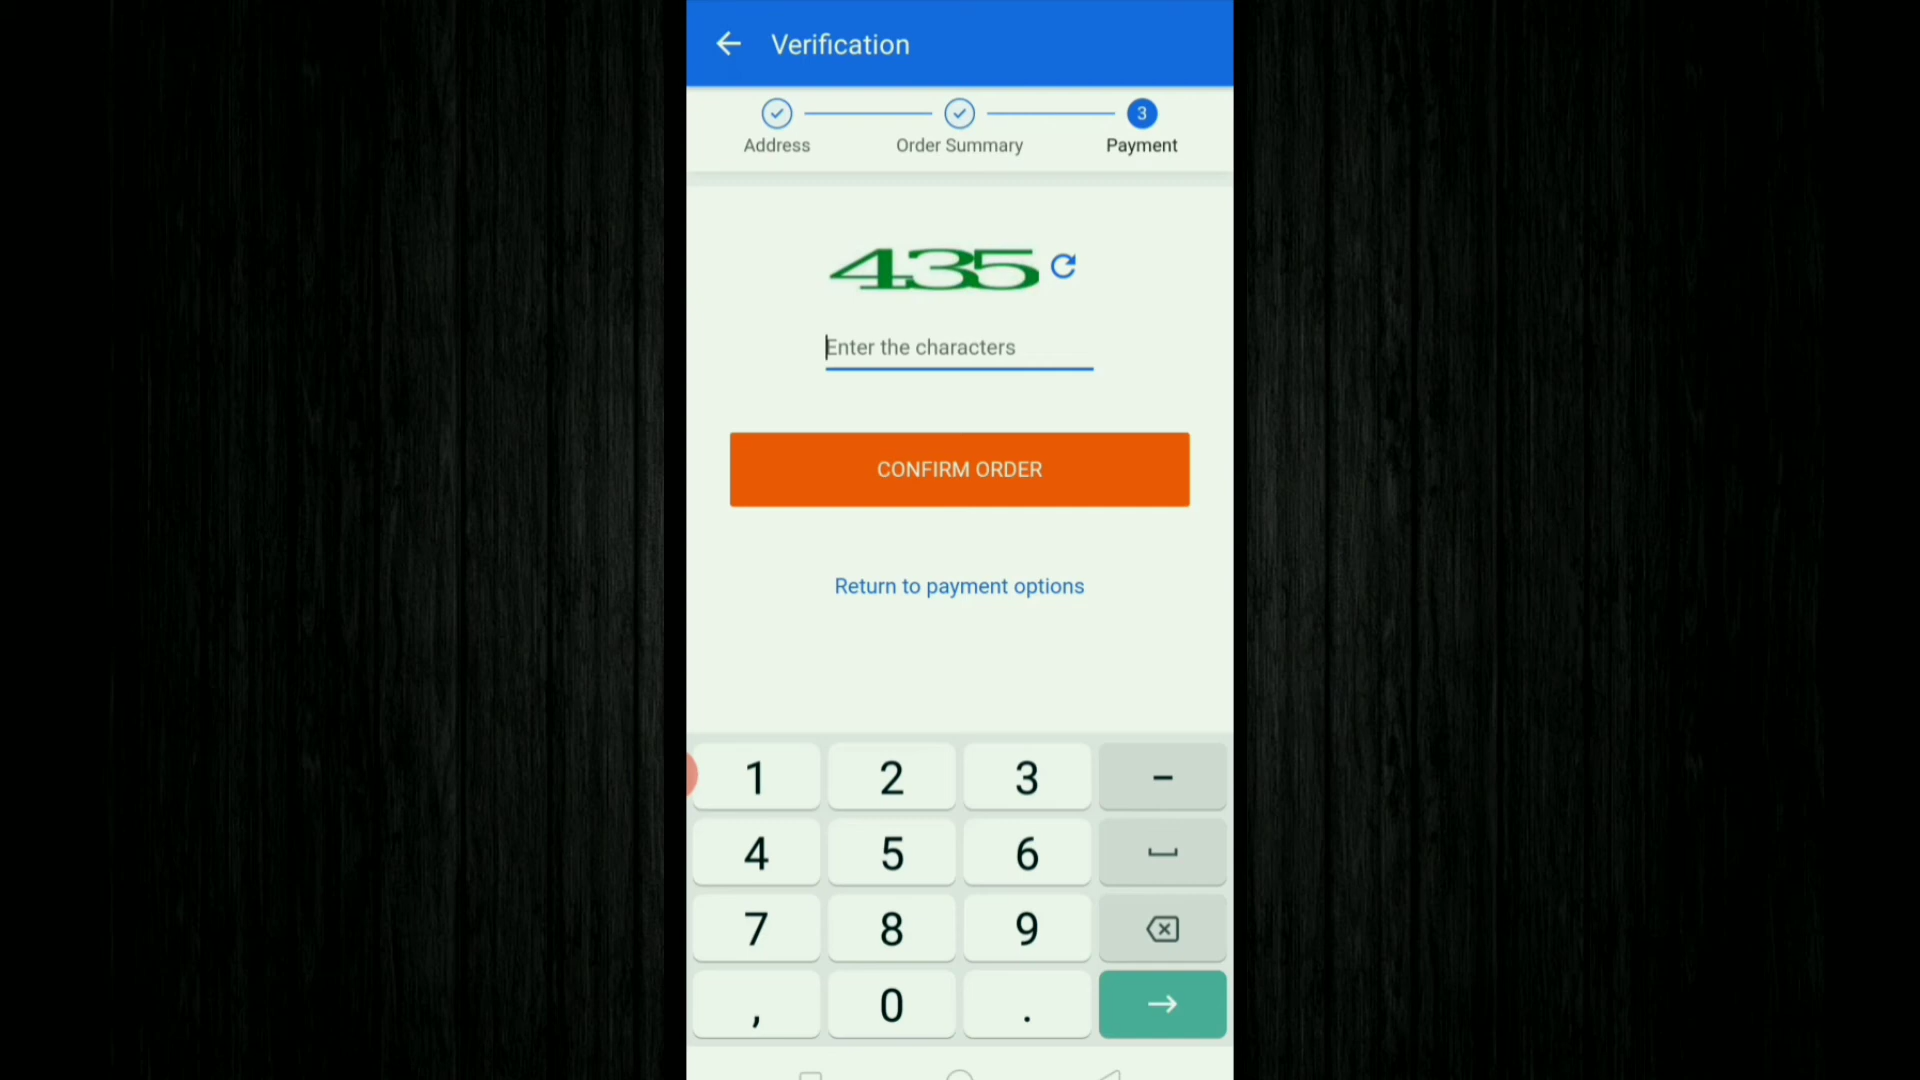 Verification
3
Address Order Summary Payment
435
Enter the characters
CONFIRM ORDER
Return to payment options
1 2 3 -
4 5 6
7 8 9
, 0 .